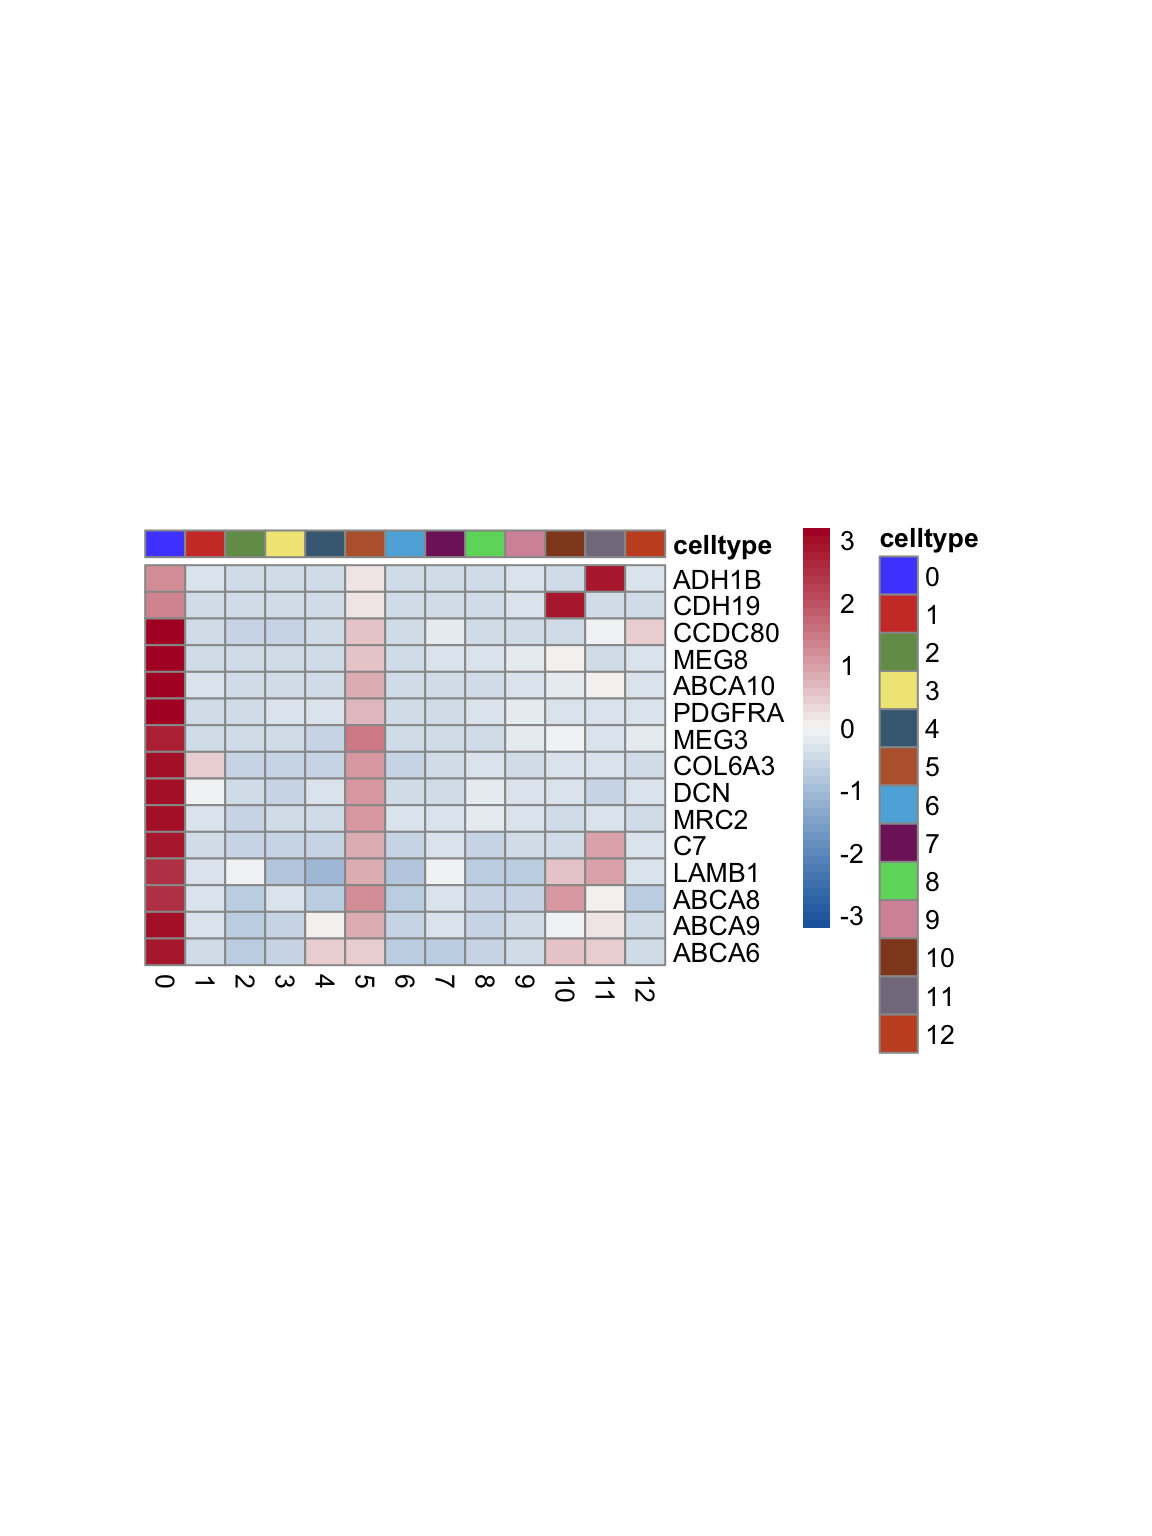 celltype
ADH1B
CDH19
CCDC80
MEG8
ABCA10
PDGFRA
MEG3
COL6A3
DCN
MRC2
C7
LAMB1
ABCA8
ABCA9
ABCA6
0 1 2 3 4 5 6 7 8 9 10 11 12
3
2
1
0
-1
-2
-3
celltype
0
1
2
3
4
5
6
7
8
9
10
11
12